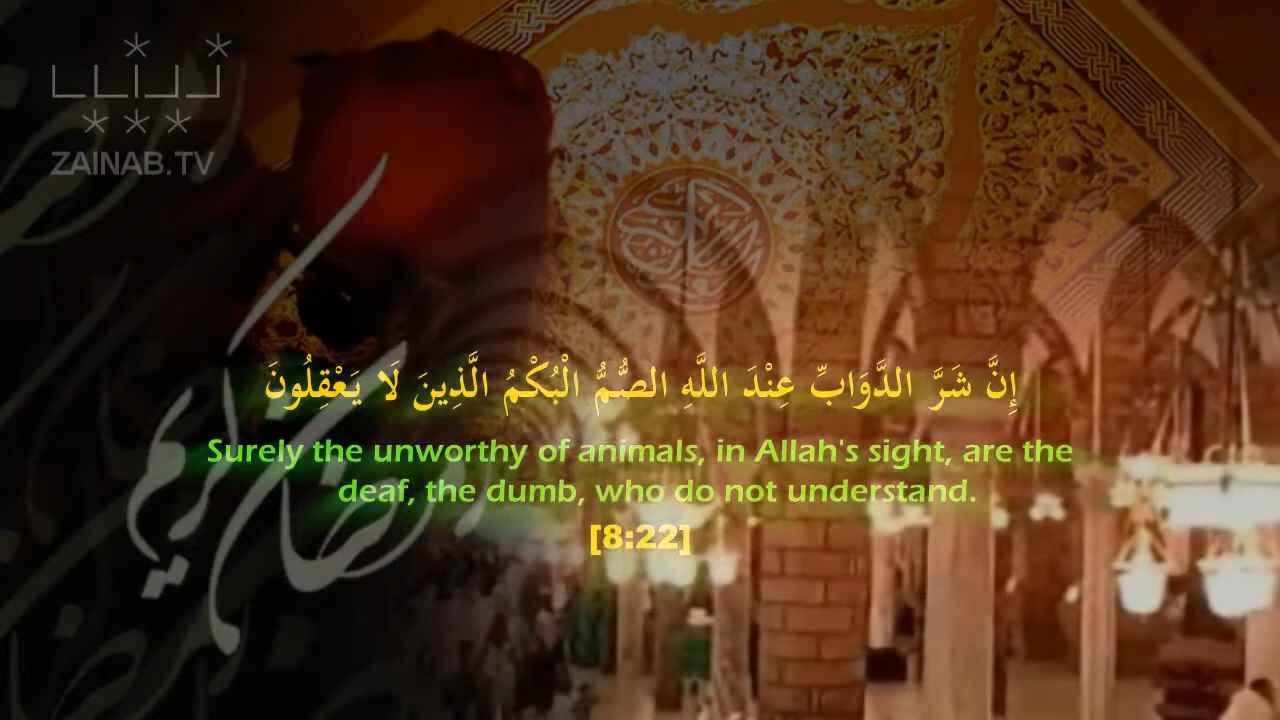 ZAINAB.TV
إِنَّ شَرَّ الدَّوَابِّ عِنْدَ اللَّهِ الصُّمُّ الْبُكْمُ الَّذِينَ لَا يَعْقِلُونَ
Surely the unworthy of animals, in Allah's sight, are the
deaf, the dumb, who do not understand.
[8:22]